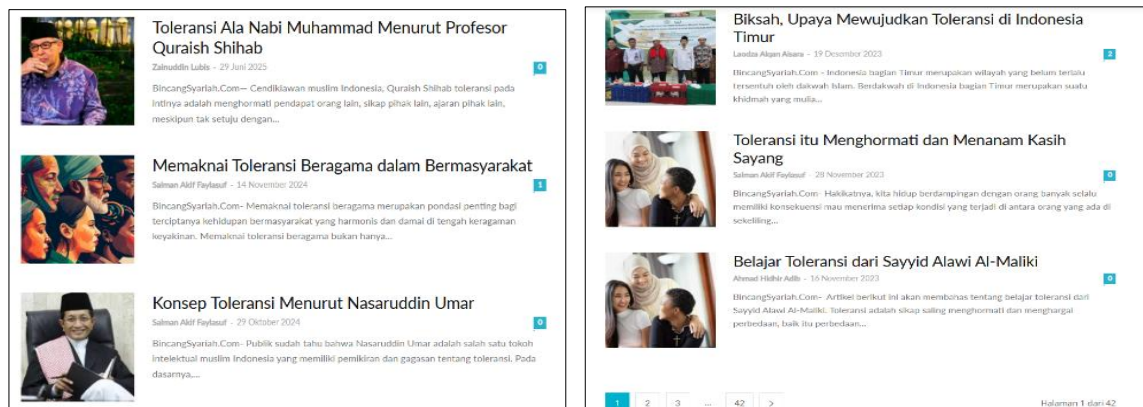 Toleransi Ala Nabi Muhammad Menurut Profesor
Quraish Shihab
Zainuddin Lubis - 29 Juni 2025
0
BincangSyariah.Com— Cendikiawan muslim Indonesia, Quraish Shihab toleransi pada
intinya adalah menghormati pendapat orang lain, sikap pihak lain, ajaran pihak lain,
meskipun tak setuju dengan...
Memaknai Toleransi Beragama dalam Bermasyarakat
Salman Akif Faylasuf - 14 November 2024
1
BincangSyariah.Com- Memaknai toleransi beragama merupakan pondasi penting bagi
terciptanya kehidupan bermasyarakat yang harmonis dan damai di tengah keragaman
keyakinan. Memaknai toleransi beragama bukan hanya...
Konsep Toleransi Menurut Nasaruddin Umar
Salman Akif Faylasuf - 29 Oktober 2024
0
BincangSyariah.Com- Publik sudah tahu bahwa Nasaruddin Umar adalah salah satu tokoh
intelektual muslim Indonesia yang memiliki pemikiran dan gagasan tentang toleransi. Pada
dasarnya,...
Biksah, Upaya Mewujudkan Toleransi di Indonesia
Timur
Laudza Alqan Aisara - 19 Desember 2023
2
BincangSyariah.Com - Indonesia bagian Timur merupakan wilayah yang belum terlalu
tersentuh oleh dakwah Islam. Berdakwah di Indonesia bagian Timur merupakan suatu
khidmah yang mulia...
Toleransi itu Menghormati dan Menanam Kasih
Sayang
Salman Akif Faylasuf - 28 November 2023
0
BincangSyariah.Com- Hakikatnya, kita hidup berdampingan dengan orang banyak selalu
memiliki konsekuensi mau menerima setiap kondisi yang terjadi di antara orang yang ada di
sekeliling...
Belajar Toleransi dari Sayyid Alawi Al-Maliki
Ahmad Hidhir Adib - 16 November 2023
0
BincangSyariah.Com- Artikel berikut ini akan membahas tentang belajar toleransi dari
Sayyid Alawi Al-Maliki. Toleransi adalah sikap saling menghormati dan menghargai
perbedaan, baik itu perbedaan...
1 2 3 ... 42 > Halaman 1 dari 42